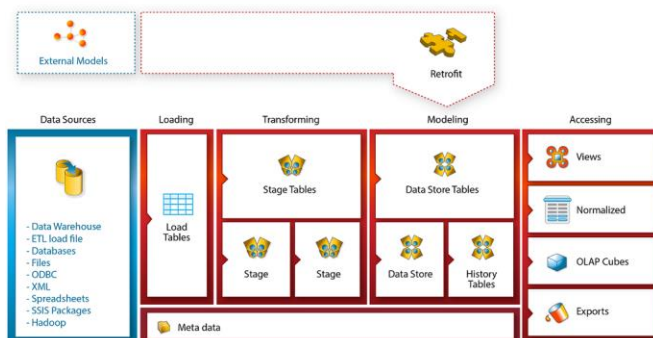 External Models
Retrofit
Data Sources
Loading
Transforming
Modeling
Accessing
- Data Warehouse
- ETL load file
- Databases
- Files
- ODBC
- XML
- Spreadsheets
- SSIS Packages
- Hadoop
Load
Tables
Stage Tables
Stage
Stage
Data Store Tables
Data Store
History
Tables
Views
Normalized
OLAP Cubes
Exports
Meta data